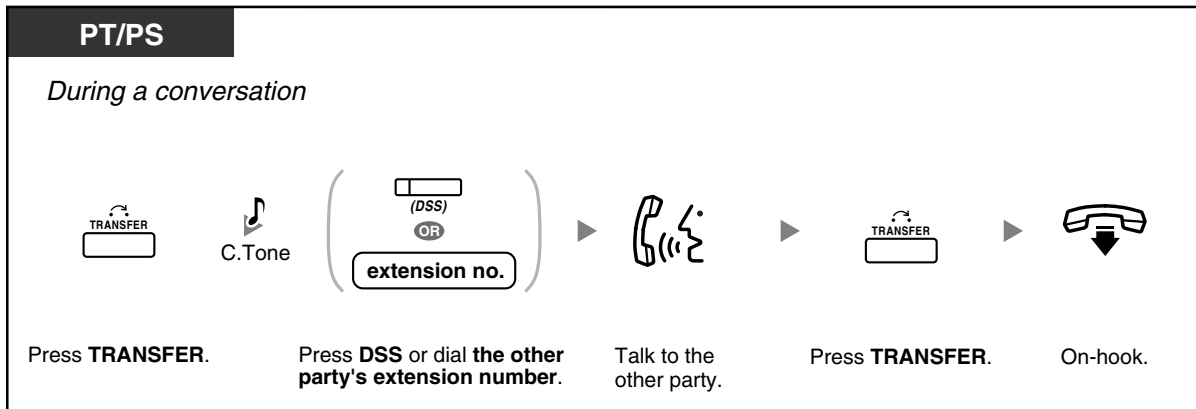 PT/PS
During a conversation
TRANSFER
C.Tone
(DSS)
OR
extension no.
TRANSFER
Press TRANSFER.
Press DSS or dial the other
party's extension number.
Talk to the
other party.
Press TRANSFER.
On-hook.